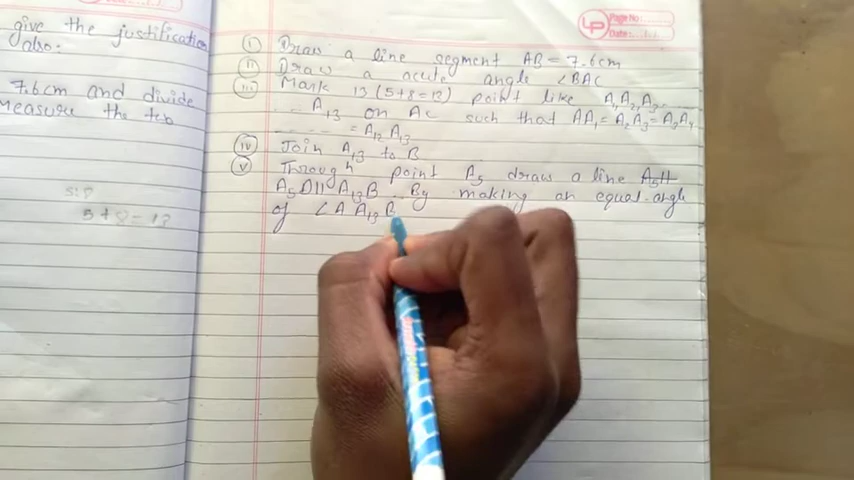 give the justification
also:
7.6cm and divide
measure the two
5:8
5+8=13
LP Page No:
Date:
(i) Draw a line segment AB = 7.6cm
(ii) Draw a acute angle ∠BAC
(iii) Mark 13 (5+8=13) point like A₁,A₂,A₃
A₁₃ on AC such that AA₁=A₂A₃=A₃A₄
= A₁₂A₁₃
(iv) Join A₁₃ to B
(v) Through point A₅ draw a line
A₅D||A₁₃B. By making an equal angle
of ∠AA₁₃B